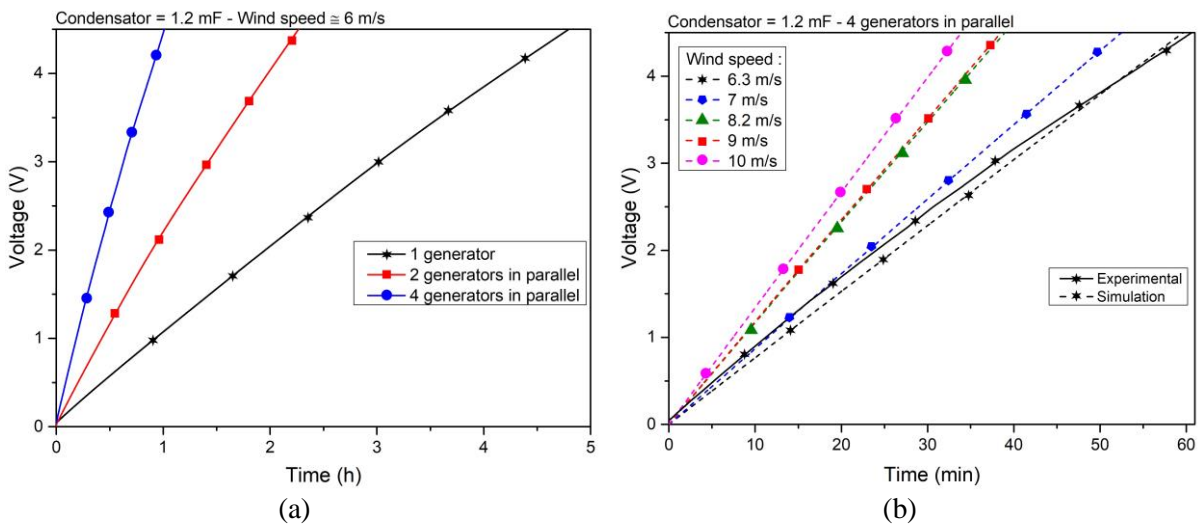 Condensator = 1.2 mF - Wind speed ≅ 6 m/s
Voltage (V)
4
3
2
1
0
0 1 2 3 4 5
Time (h)
1 generator
2 generators in parallel
4 generators in parallel
(a)
Condensator = 1.2 mF - 4 generators in parallel
Voltage (V)
4
3
2
1
0
0 10 20 30 40 50 60
Time (min)
Wind speed :
6.3 m/s
7 m/s
8.2 m/s
9 m/s
10 m/s
Experimental
Simulation
(b)